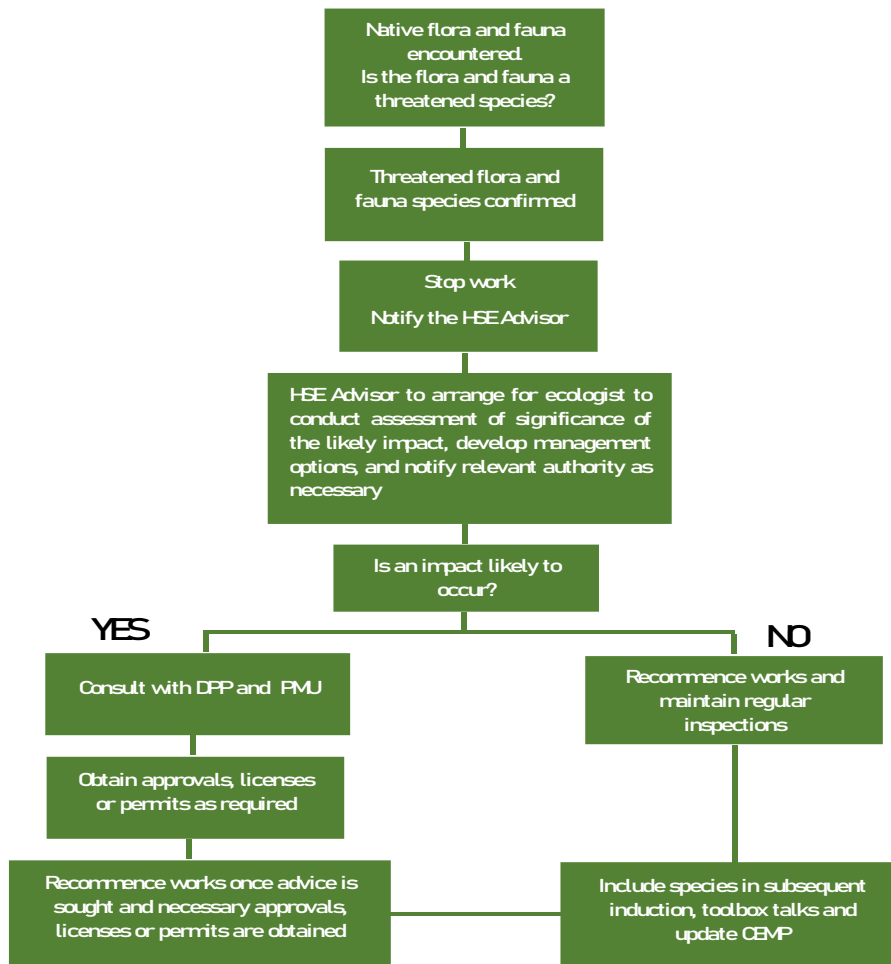 Native flora and fauna
encountered.
Is the flora and fauna a
threatened species?
Threatened flora and
fauna species confirmed
Stop work
Notify the HSE Advisor
HSE Advisor to arrange for ecologist to
conduct assessment of significance of
the likely impact, develop management
options, and notify relevant authority as
necessary
Is an impact likely to
occur?
YES
NO
Consult with DPP and PMU
Recommence works and
maintain regular
inspections
Obtain approvals, licenses
or permits as required
Recommence works once advice is
sought and necessary approvals,
licenses or permits are obtained
Include species in subsequent
induction, toolbox talks and
update CEMP